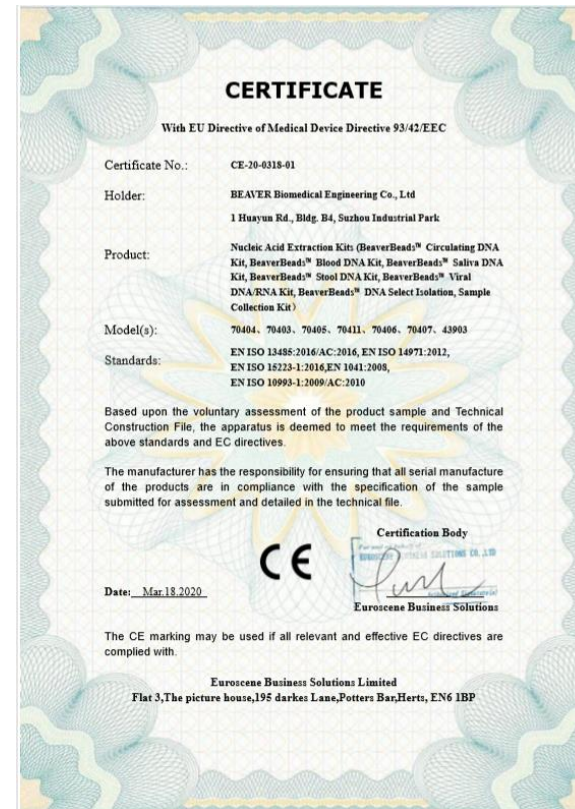 CERTIFICATE
With EU Directive of Medical Device Directive 93/42/EEC
Certificate No.: CE-20-0318-01
Holder: BEAVER Biomedical Engineering Co., Ltd
1 Huayun Rd., Bldg. B4, Suzhou Industrial Park
Product: Nucleic Acid Extraction Kits (BeaverBeads™ Circulating DNA
Kit, BeaverBeads™ Blood DNA Kit, BeaverBeads™ Saliva DNA
Kit, BeaverBeads™ Stool DNA Kit, BeaverBeads™ Viral
DNA/RNA Kit, BeaverBeads™ DNA Select Isolation, Sample
Collection Kit)
Model(s): 70404、70403、70405、70411、70406、70407、43903
Standards: EN ISO 13485:2016/AC:2016, EN ISO 14971:2012,
EN ISO 15223-1:2016,EN 1041:2008,
EN ISO 10993-1:2009/AC:2010
Based upon the voluntary assessment of the product sample and Technical
Construction File, the apparatus is deemed to meet the requirements of the
above standards and EC directives.
The manufacturer has the responsibility for ensuring that all serial manufacture
of the products are in compliance with the specification of the sample
submitted for assessment and detailed in the technical file.
Certification Body
For and on behalf of
SOLUTIONS CO.,LTD
CE
Date: Mar.18.2020
Euroscene Business Solutions
The CE marking may be used if all relevant and effective EC directives are
complied with.
Euroscene Business Solutions Limited
Flat 3,The picture house,195 darkes Lane,Potters Bar,Herts, EN6 1BP